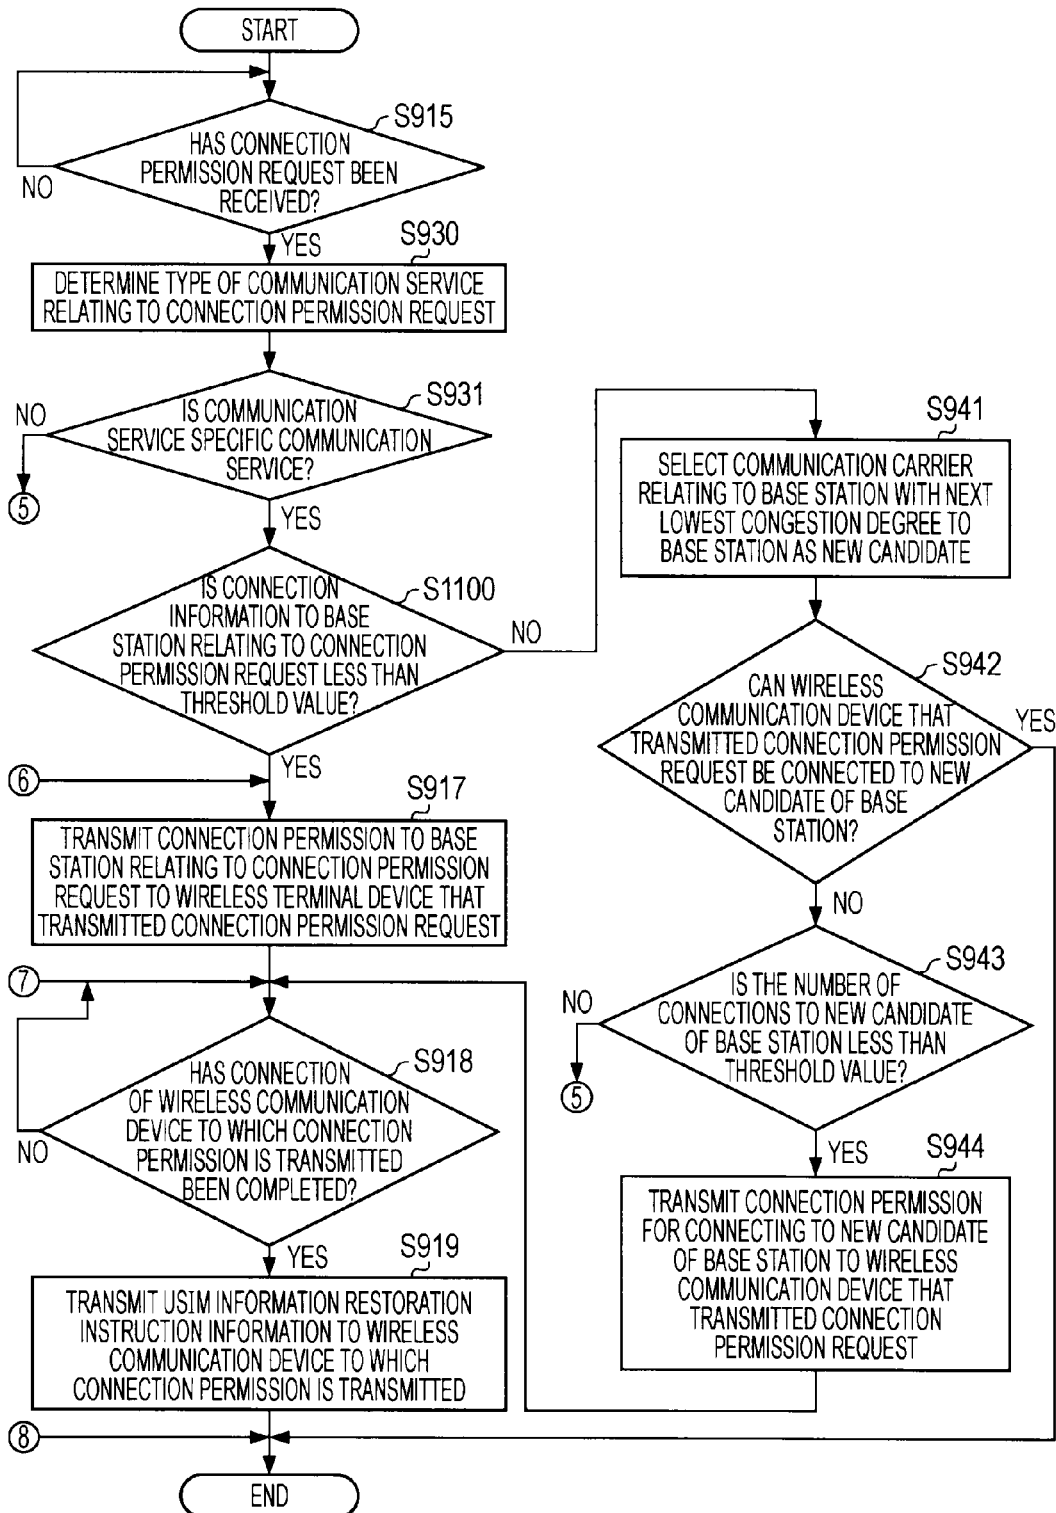 START
S915
HAS CONNECTION
PERMISSION REQUEST BEEN
RECEIVED?
NO
YES
S930
DETERMINE TYPE OF COMMUNICATION SERVICE
RELATING TO CONNECTION PERMISSION REQUEST
S931
IS COMMUNICATION
SERVICE SPECIFIC COMMUNICATION
SERVICE?
NO
5
YES
S1100
IS CONNECTION
INFORMATION TO BASE
STATION RELATING TO CONNECTION
PERMISSION REQUEST LESS THAN
THRESHOLD VALUE?
NO
YES
6
S917
TRANSMIT CONNECTION PERMISSION TO BASE
STATION RELATING TO CONNECTION PERMISSION
REQUEST TO WIRELESS TERMINAL DEVICE THAT
TRANSMITTED CONNECTION PERMISSION REQUEST
7
S918
HAS CONNECTION
OF WIRELESS COMMUNICATION
DEVICE TO WHICH CONNECTION
PERMISSION IS TRANSMITTED
BEEN COMPLETED?
NO
YES
S919
TRANSMIT USIM INFORMATION RESTORATION
INSTRUCTION INFORMATION TO WIRELESS
COMMUNICATION DEVICE TO WHICH
CONNECTION PERMISSION IS TRANSMITTED
8
END
S941
SELECT COMMUNICATION CARRIER
RELATING TO BASE STATION WITH NEXT
LOWEST CONGESTION DEGREE TO
BASE STATION AS NEW CANDIDATE
S942
CAN WIRELESS
COMMUNICATION DEVICE THAT
TRANSMITTED CONNECTION PERMISSION
REQUEST BE CONNECTED TO NEW
CANDIDATE OF BASE
STATION?
YES
NO
S943
IS THE NUMBER OF
CONNECTIONS TO NEW CANDIDATE
OF BASE STATION LESS THAN
THRESHOLD VALUE?
NO
5
YES
S944
TRANSMIT CONNECTION PERMISSION
FOR CONNECTING TO NEW CANDIDATE
OF BASE STATION TO WIRELESS
COMMUNICATION DEVICE THAT
TRANSMITTED CONNECTION
PERMISSION REQUEST